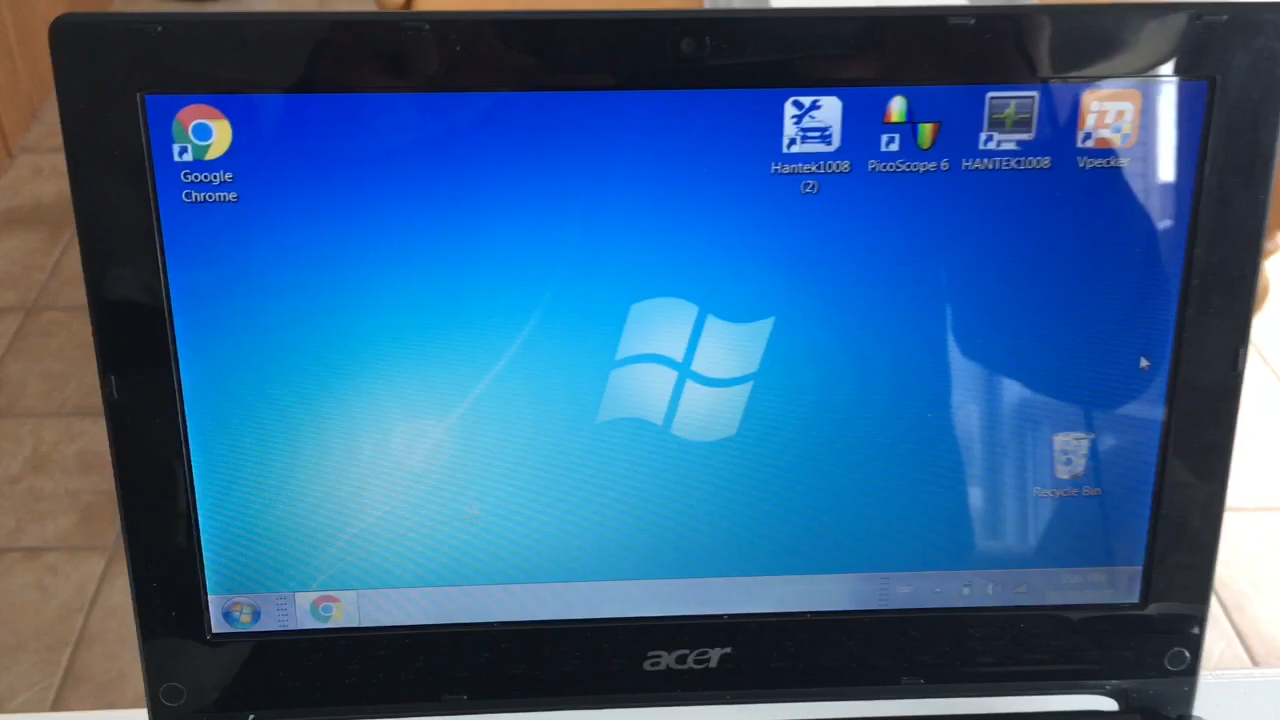 Google
Chrome
Hantek1008
(2)
PicoScope 6
HANTEK1008
Vpecker
Recycle Bin
acer